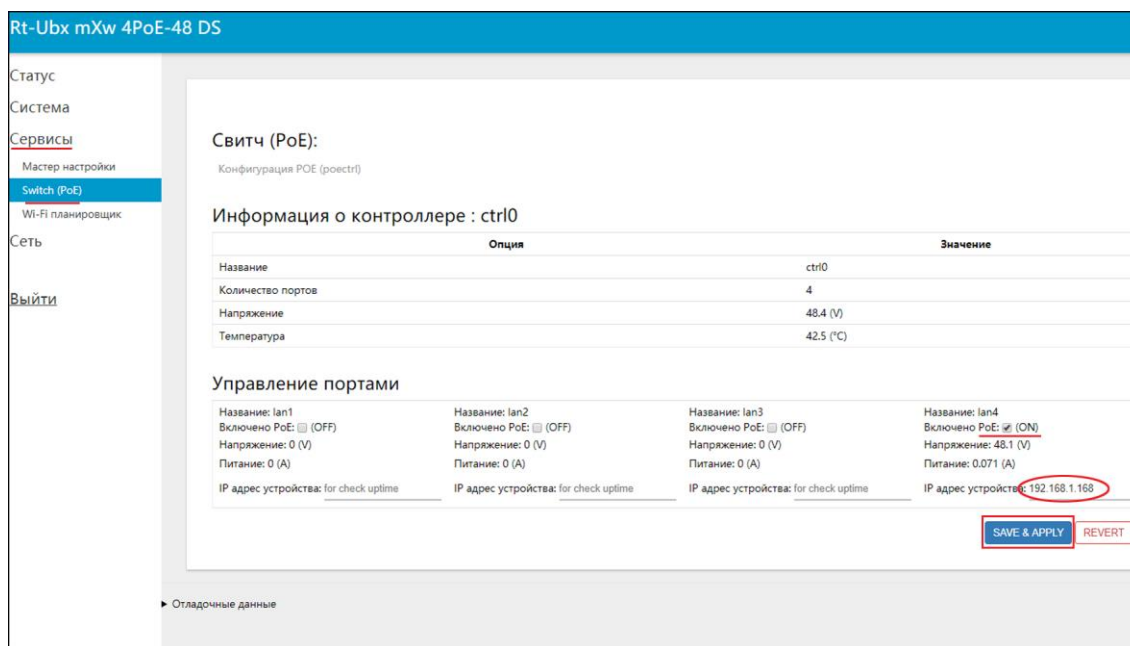 Rt-Ubx mXw 4PoE-48 DS
Статус
Система
Сервисы
Мастер настройки
Switch (PoE)
Wi-Fi планировщик
Сеть
Выйти
Свитч (PoE):
Конфигурация POE (poectrl)
Информация о контроллере : ctrl0
Опция Значение
Название ctrl0
Количество портов 4
Напряжение 48.4 (V)
Температура 42.5 (°C)
Управление портами
Название: lan1 Название: lan2 Название: lan3 Название: lan4
Включено PoE: (OFF) Включено PoE: (OFF) Включено PoE: (OFF) Включено PoE: (ON)
Напряжение: 0 (V) Напряжение: 0 (V) Напряжение: 0 (V) Напряжение: 48.1 (V)
Питание: 0 (A) Питание: 0 (A) Питание: 0 (A) Питание: 0.071 (A)
IP адрес устройства: for check uptime IP адрес устройства: for check uptime IP адрес устройства: for check uptime IP адрес устройства: 192.168.1.168
SAVE & APPLY REVERT
Отладочные данные